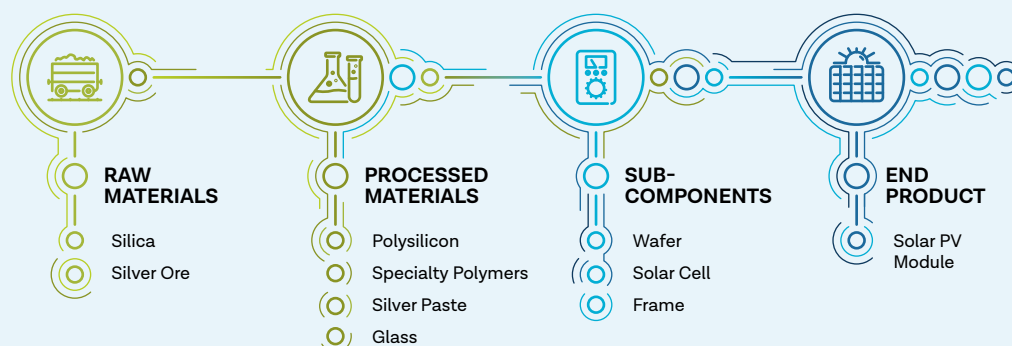 RAW
MATERIALS
Silica
Silver Ore
PROCESSED
MATERIALS
Polysilicon
Specialty Polymers
Silver Paste
Glass
SUB-
COMPONENTS
Wafer
Solar Cell
Frame
END
PRODUCT
Solar PV
Module